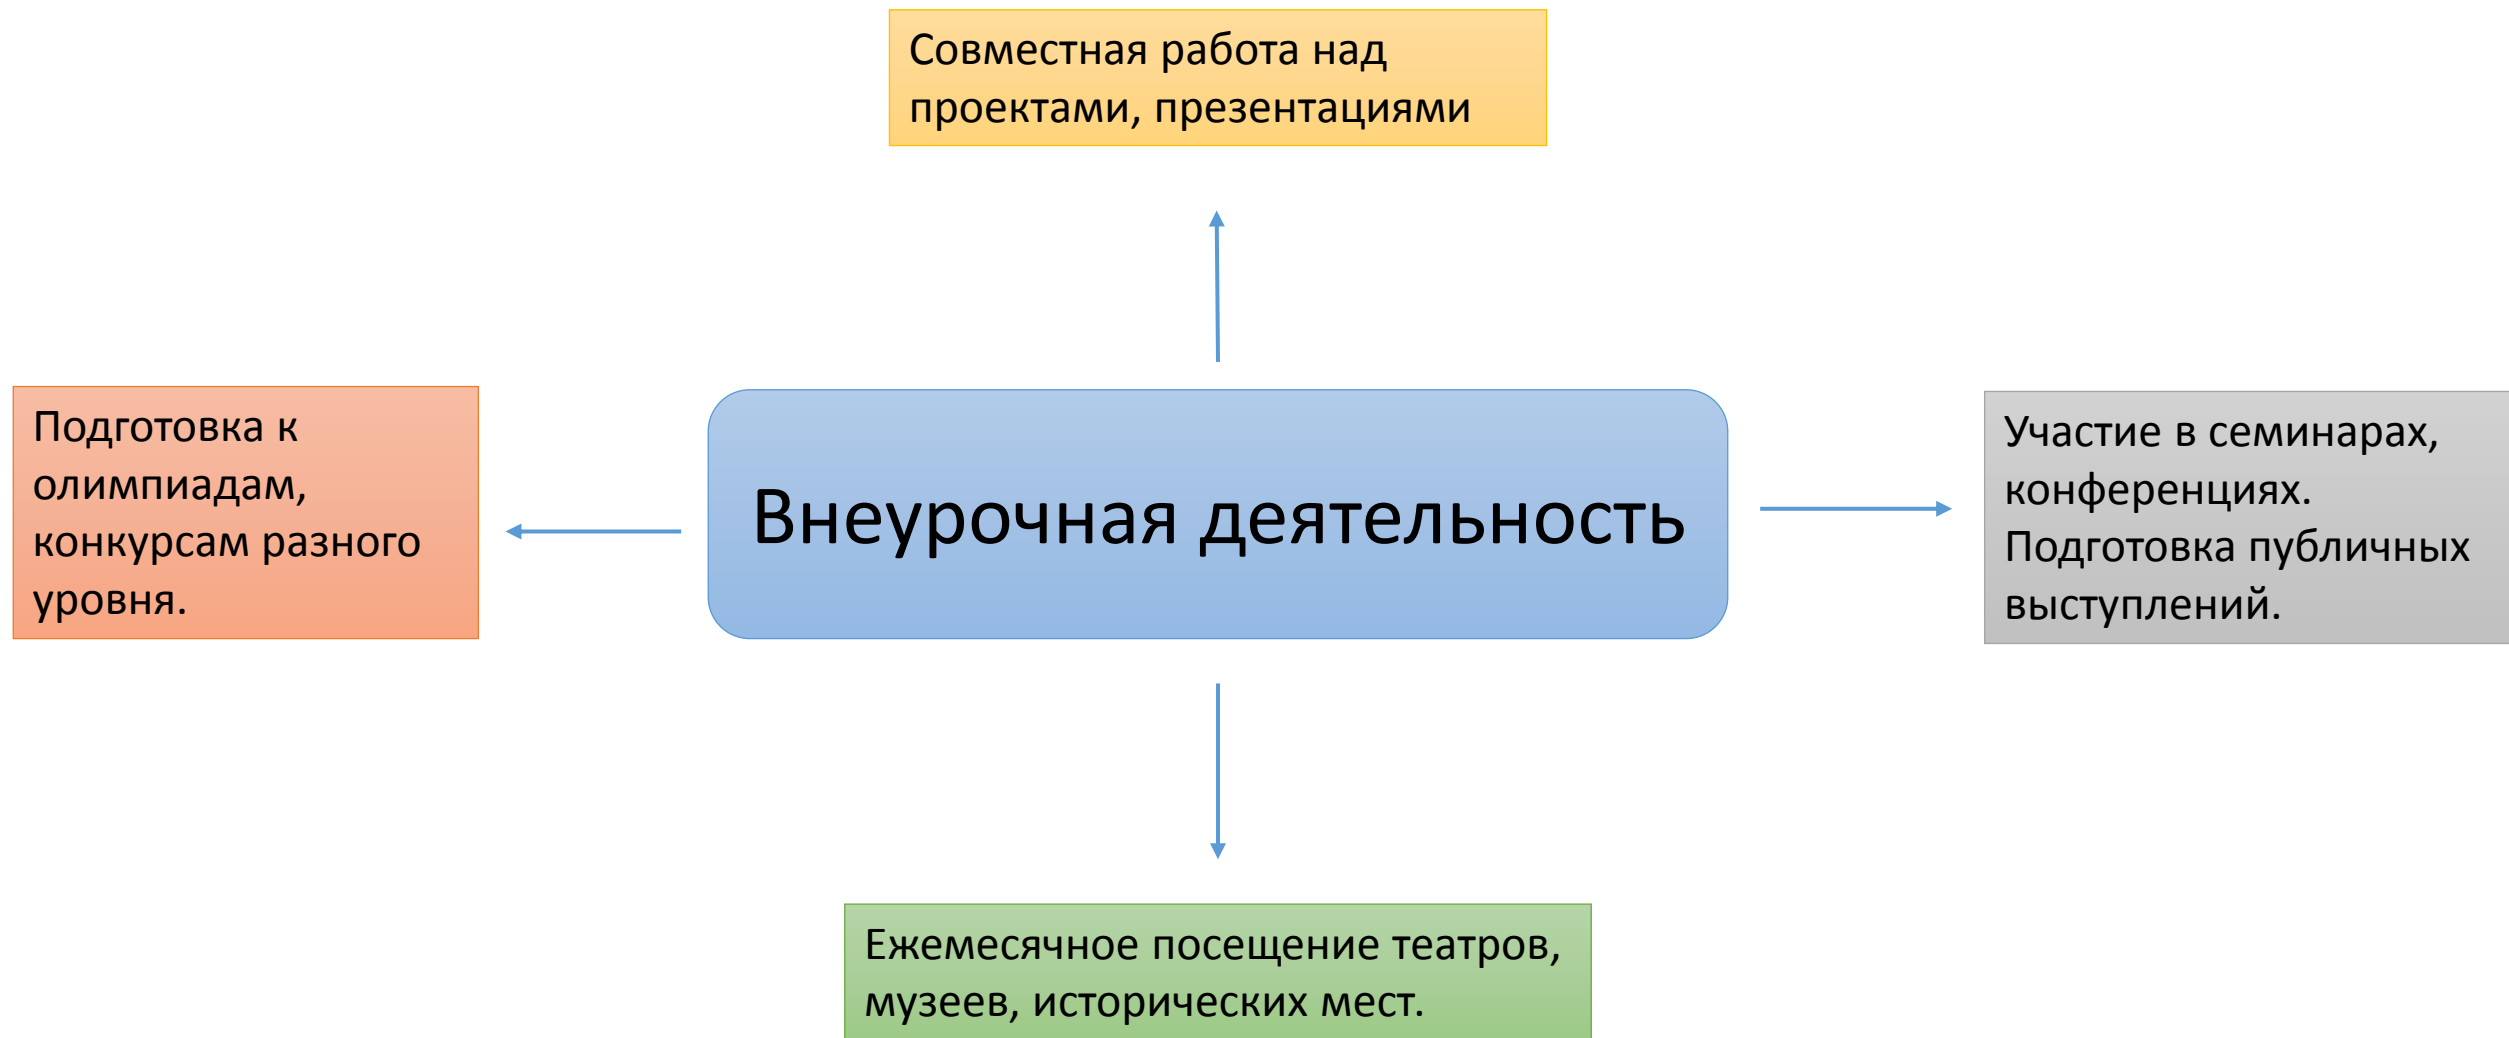 Совместная работа над
проектами, презентациями
Подготовка к
олимпиадам,
конкурсам разного
уровня.
Внеурочная деятельность
Участие в семинарах,
конференциях.
Подготовка публичных
выступлений.
Ежемесячное посещение театров,
музеев, исторических мест.